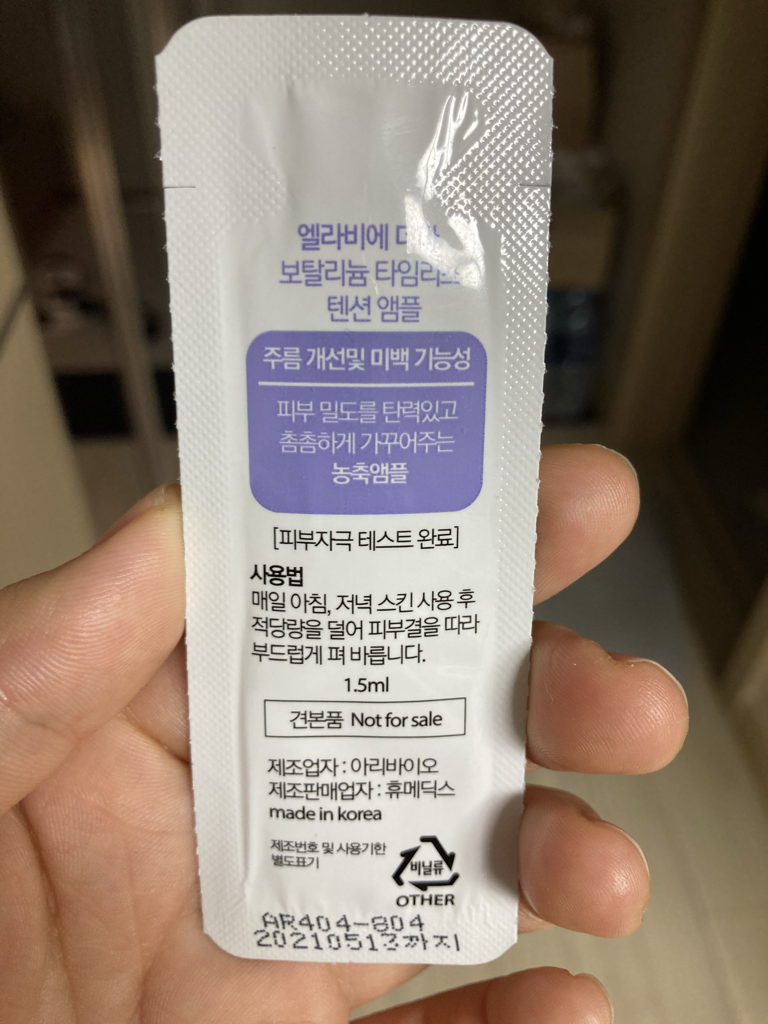 엘라비에
보탈리늄 타임리스
텐션 앰플
주름 개선및 미백 기능성
피부 밀도를 탄력있고
촘촘하게 가꾸어주는
농축앰플
[피부자극 테스트 완료]
사용법
매일 아침, 저녁 스킨 사용 후
적당량을 덜어 피부결을 따라
부드럽게 펴 바릅니다.
1.5ml
견본품 Not for sale
제조업자 : 아리바이오
제조판매업자 : 휴메딕스
made in korea
제조번호 및 사용기한
별도표기
비닐류
OTHER
AR404-804
20210513까지